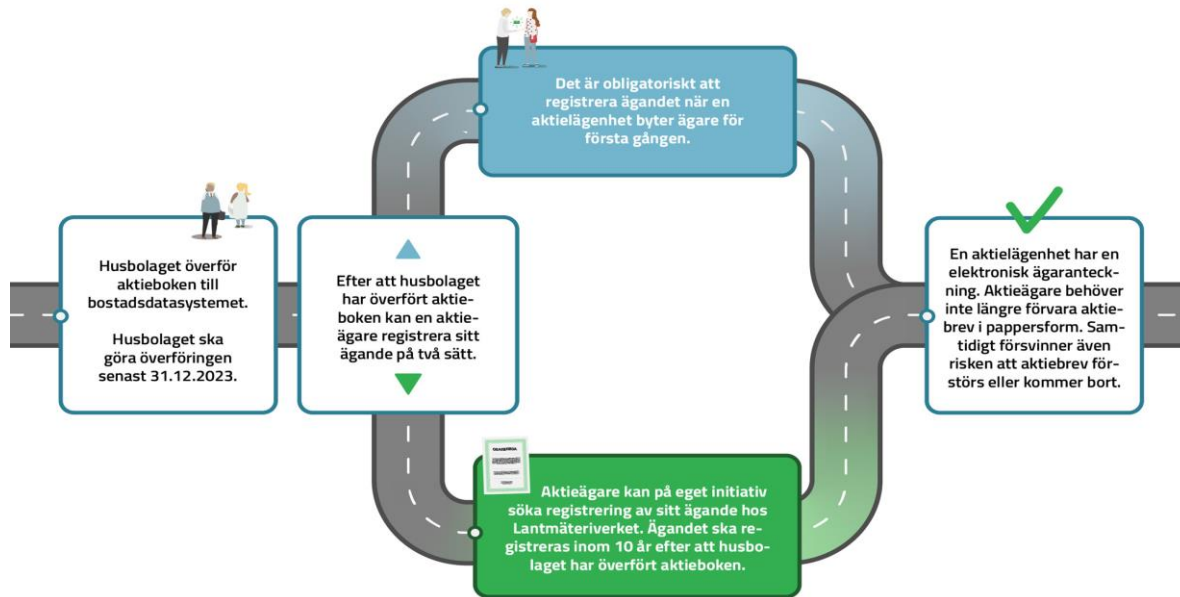 Husbolaget överför
aktieboken till
bostadsdatasystemet.
Husbolaget ska
göra överföringen
senast 31.12.2023.
Efter att husbolaget
har överfört aktie-
boken kan en aktie-
ägare registrera sitt
ägande på två sätt.
Det är obligatoriskt att
registrera ägandet när en
aktielägenhet byter ägare för
första gången.
Aktieägare kan på eget initiativ
söka registrering av sitt ägande hos
Lantmäteriverket. Ägandet ska re-
gistreras inom 10 år efter att husbo-
laget har överfört aktieboken.
En aktielägenhet har en
elektronisk ägaranteck-
ning. Aktieägare behöver
inte längre förvara aktie-
brev i pappersform. Sam-
tidigt försvinner även
risken att aktiebrev för-
störs eller kommer bort.